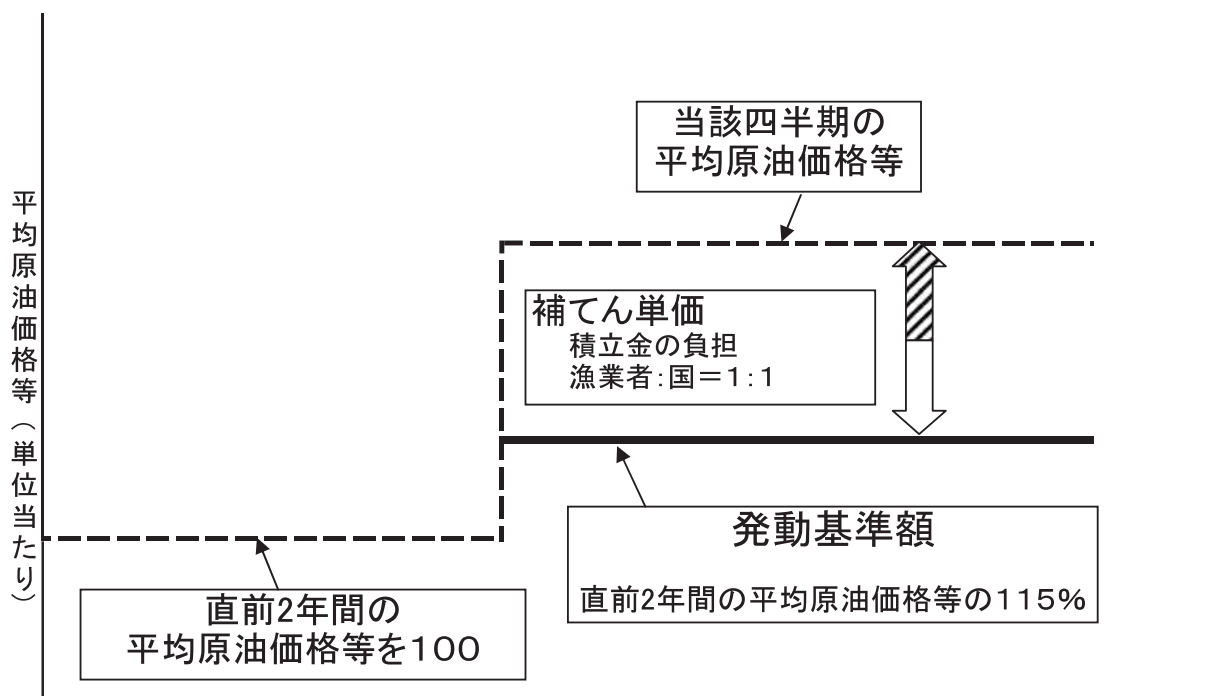 平均原油価格等（単位当たり）
当該四半期の
平均原油価格等
補てん単価
積立金の負担
漁業者：国＝１：１
発動基準額
直前2年間の平均原油価格等の１１５％
直前2年間の
平均原油価格等を１００